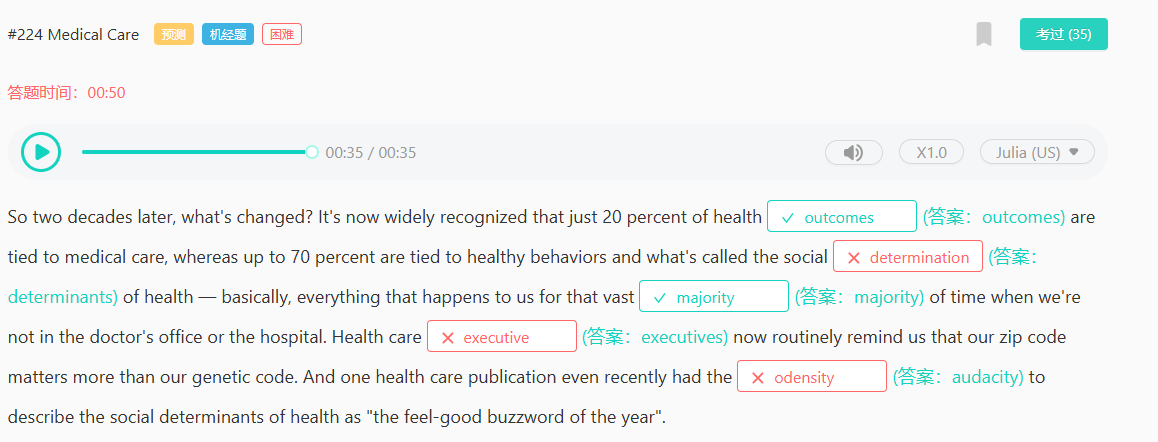 #224 Medical Care 预测 机经题 困难 考过 (35)
答题时间：00:50
00:35 / 00:35 X1.0 Julia (US)
So two decades later, what's changed? It's now widely recognized that just 20 percent of health outcomes (答案：outcomes) are
tied to medical care, whereas up to 70 percent are tied to healthy behaviors and what's called the social determination (答案：
determinants) of health — basically, everything that happens to us for that vast majority (答案：majority) of time when we're
not in the doctor's office or the hospital. Health care executive (答案：executives) now routinely remind us that our zip code
matters more than our genetic code. And one health care publication even recently had the odensity (答案：audacity) to
describe the social determinants of health as "the feel-good buzzword of the year".